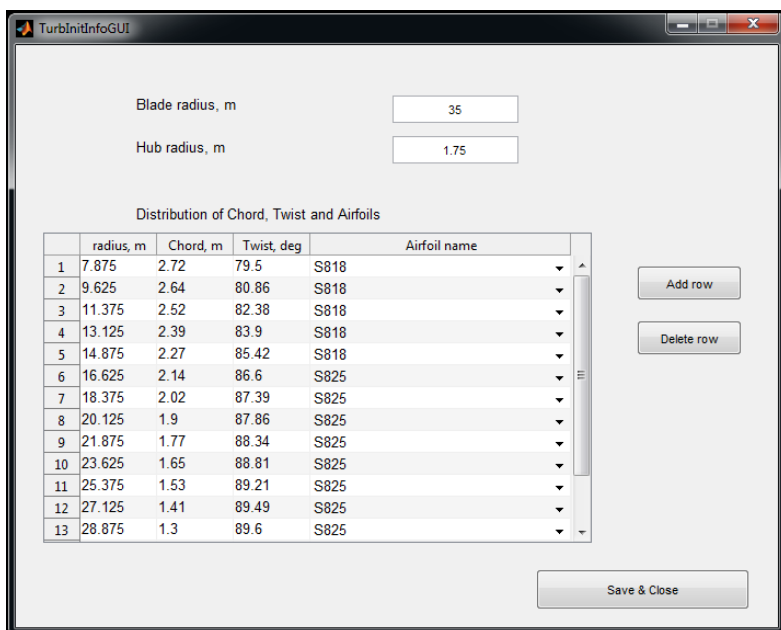 TurbInitInfoGUI
Blade radius, m 35
Hub radius, m 1.75
Distribution of Chord, Twist and Airfoils
radius, m Chord, m Twist, deg Airfoil name
1 7.875 2.72 79.5 S818
2 9.625 2.64 80.86 S818
3 11.375 2.52 82.38 S818
4 13.125 2.39 83.9 S818
5 14.875 2.27 85.42 S818
6 16.625 2.14 86.6 S825
7 18.375 2.02 87.39 S825
8 20.125 1.9 87.86 S825
9 21.875 1.77 88.34 S825
10 23.625 1.65 88.81 S825
11 25.375 1.53 89.21 S825
12 27.125 1.41 89.49 S825
13 28.875 1.3 89.6 S825
Add row
Delete row
Save & Close